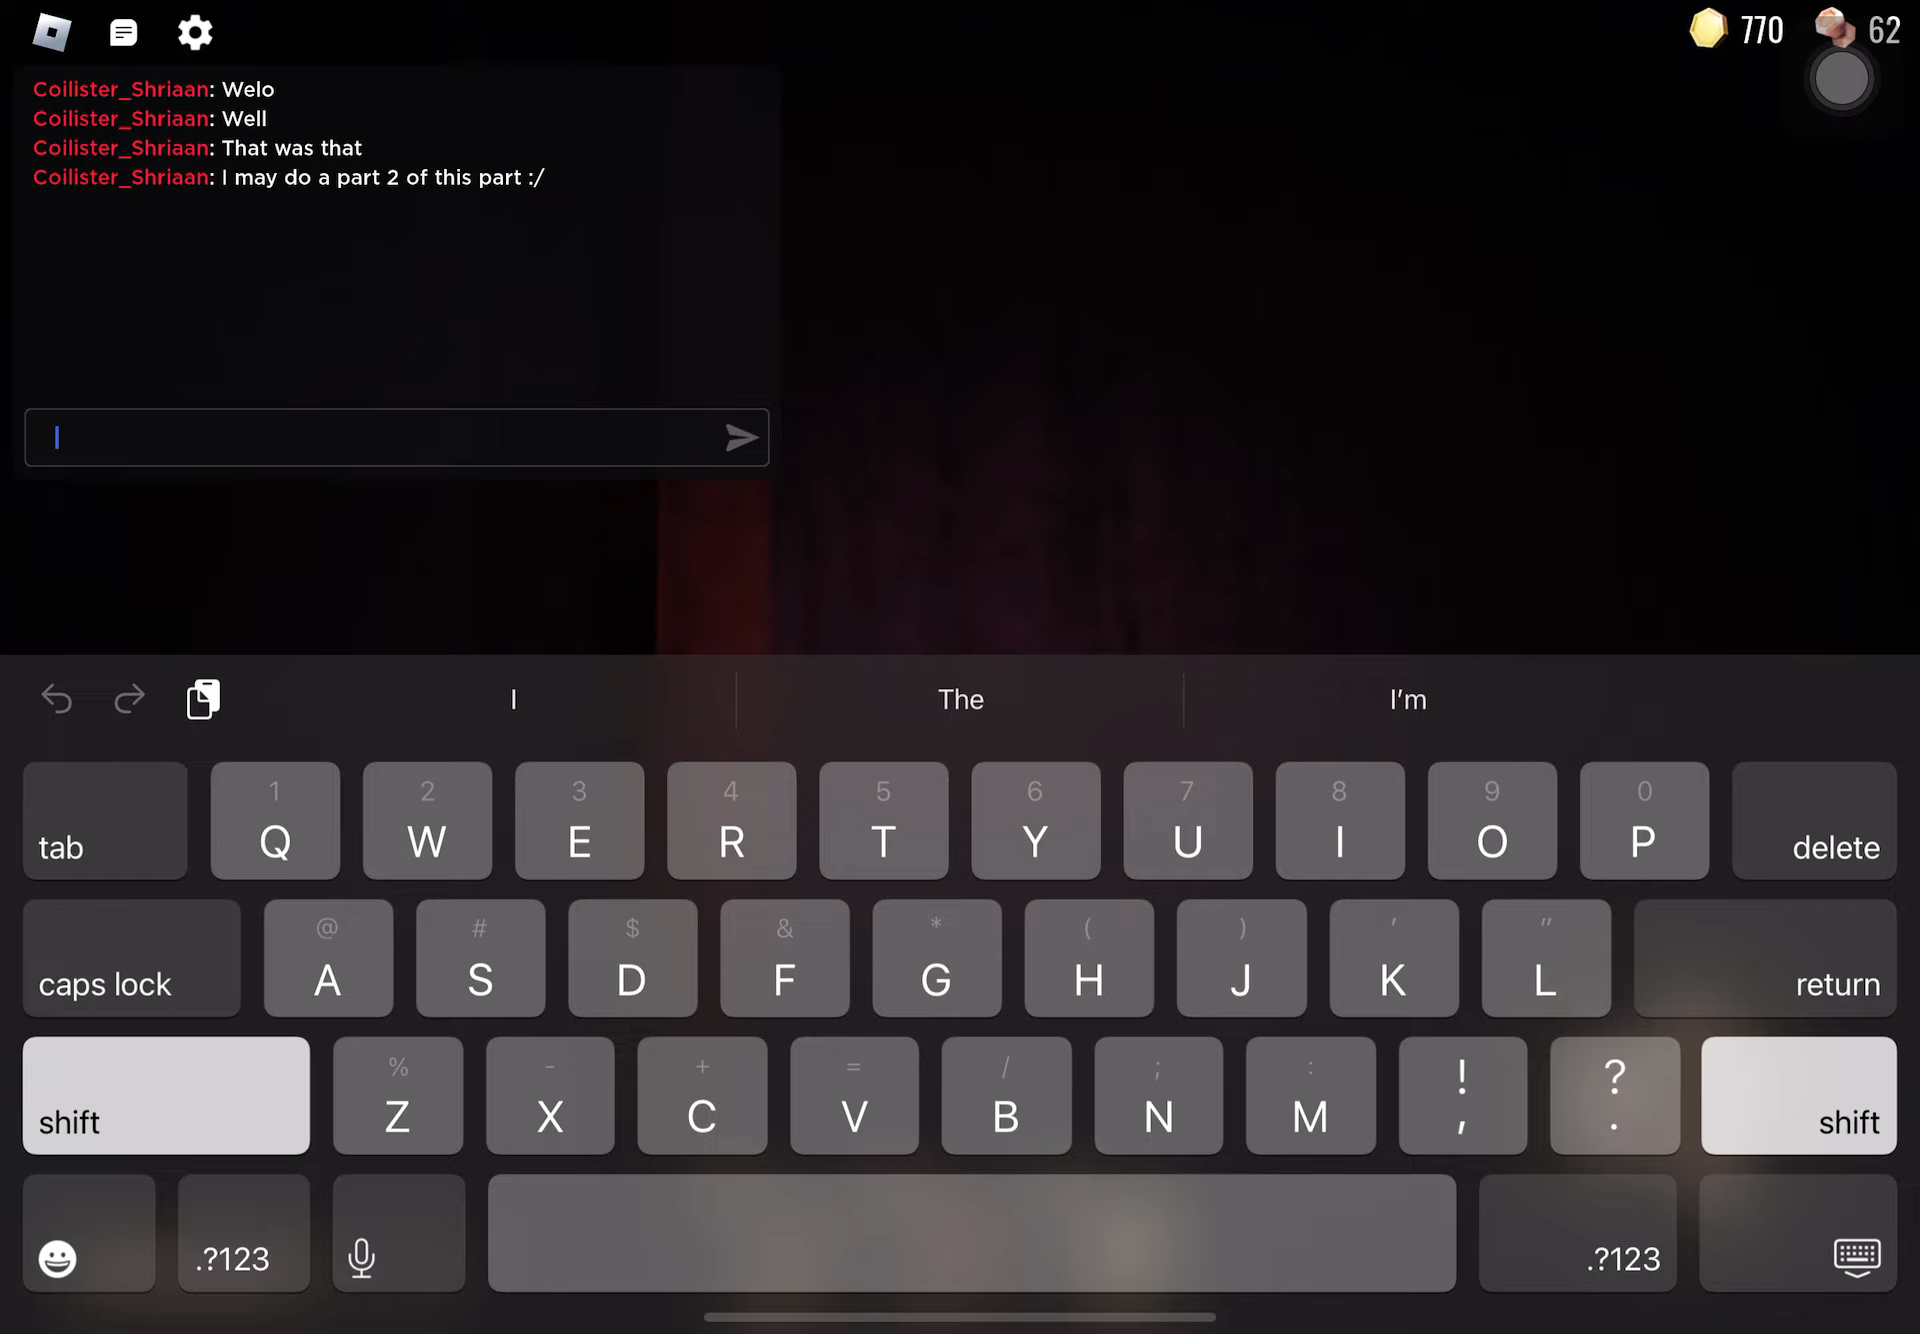 770 62
Coilister_Shriaan: Welo
Coilister_Shriaan: Well
Coilister_Shriaan: That was that
Coilister_Shriaan: I may do a part 2 of this part :/
I The I'm
tab 1 Q 2 W 3 E 4 R 5 T 6 Y 7 U 8 I 9 O 0 P delete
caps lock @ A # S $ D & F * G ( H ) J ' K " L return
shift % Z - X + C = V / B ; N : M ! , ? . shift
.?123 .?123